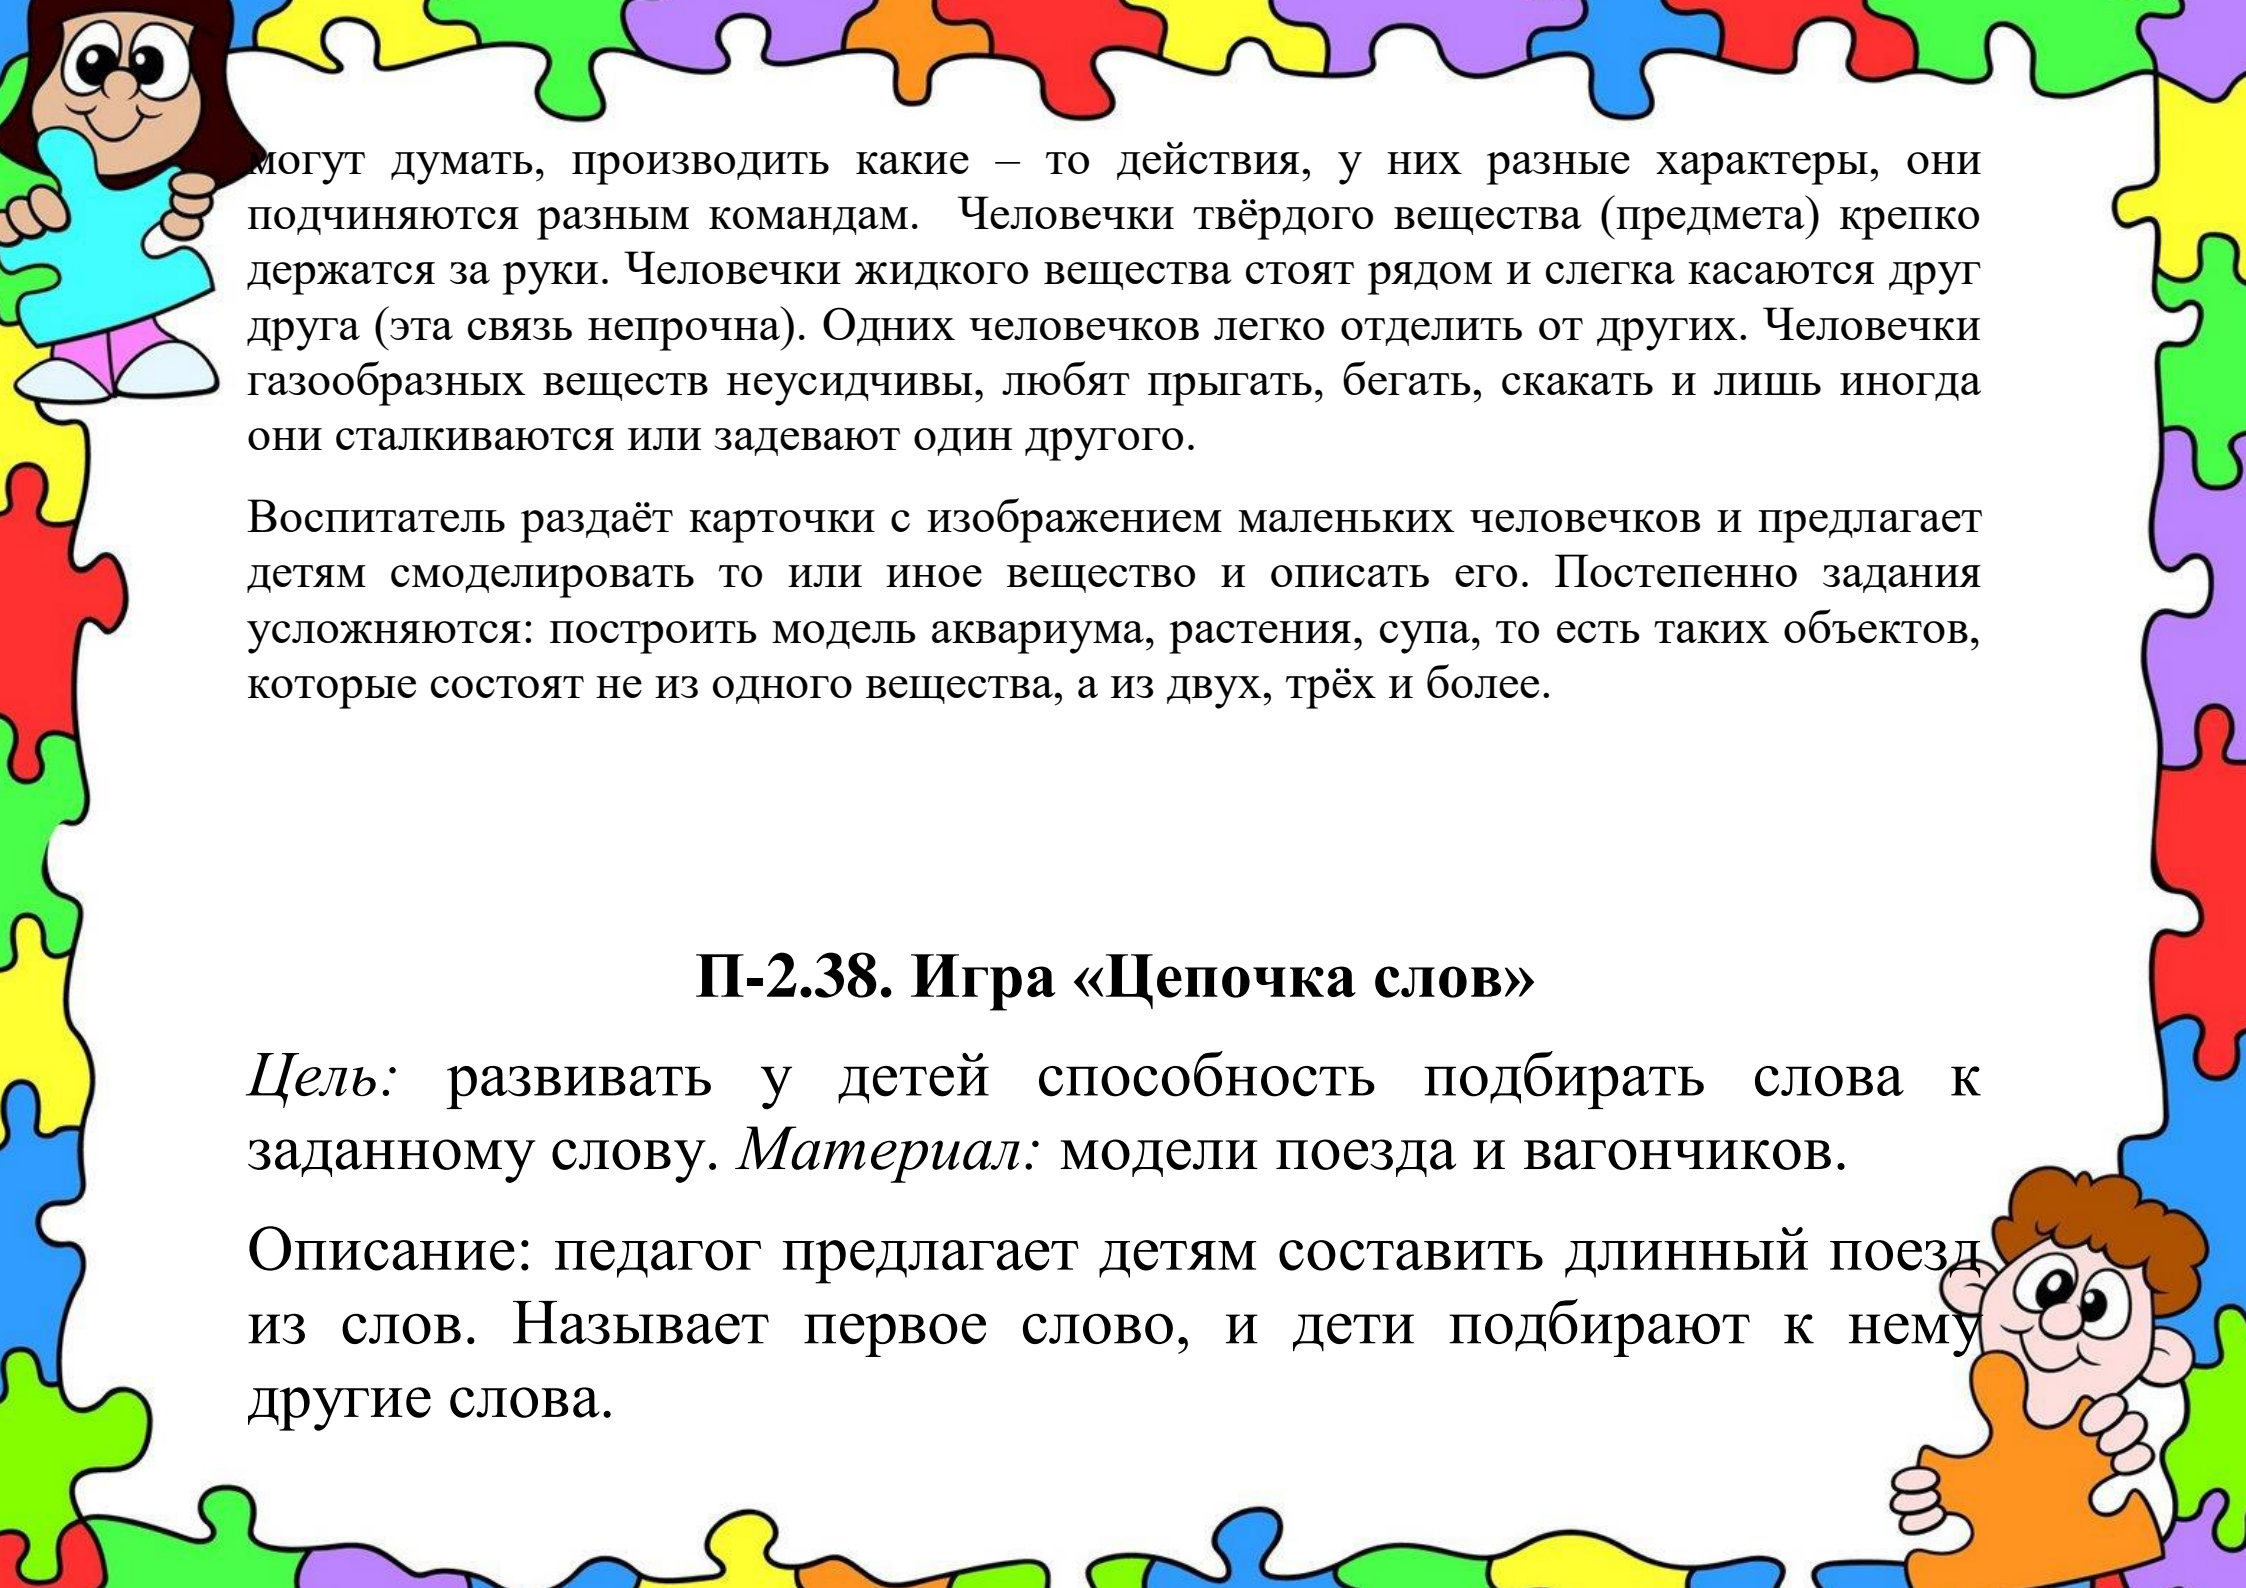 могут думать, производить какие – то действия, у них разные характеры, они
подчиняются разным командам. Человечки твёрдого вещества (предмета) крепко
держатся за руки. Человечки жидкого вещества стоят рядом и слегка касаются друг
друга (эта связь непрочна). Одних человечков легко отделить от других. Человечки
газообразных веществ неусидчивы, любят прыгать, бегать, скакать и лишь иногда
они сталкиваются или задевают один другого.
Воспитатель раздаёт карточки с изображением маленьких человечков и предлагает
детям смоделировать то или иное вещество и описать его. Постепенно задания
усложняются: построить модель аквариума, растения, супа, то есть таких объектов,
которые состоят не из одного вещества, а из двух, трёх и более.
П-2.38. Игра «Цепочка слов»
Цель: развивать у детей способность подбирать слова к
заданному слову. Материал: модели поезда и вагончиков.
Описание: педагог предлагает детям составить длинный поезд
из слов. Называет первое слово, и дети подбирают к нему
другие слова.